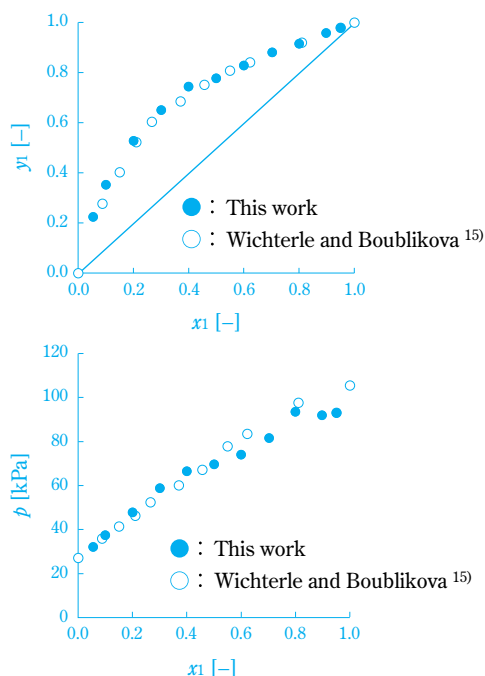 1.0
0.8
0.6
0.4
0.2
0.0
y1 [–]
● : This work
○ : Wichterle and Boublikova 15)
0.0 0.2 0.4 0.6 0.8 1.0
x1 [–]
120
100
80
60
40
20
0
p [kPa]
● : This work
○ : Wichterle and Boublikova 15)
0.0 0.2 0.4 0.6 0.8 1.0
x1 [–]